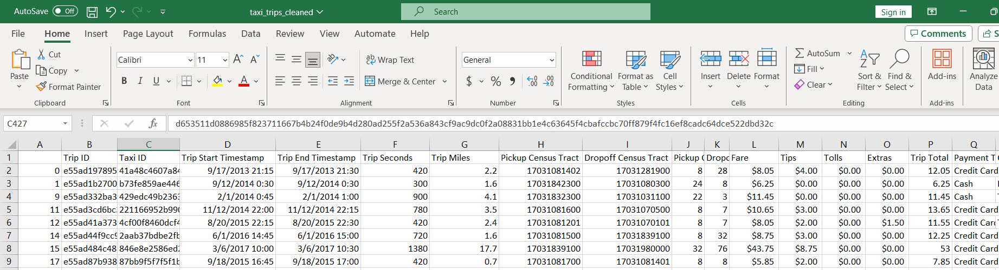 AutoSave Off taxi_trips_cleaned Search Sign in
File Home Insert Page Layout Formulas Data Review View Automate Help Comments S
Paste Cut Copy Format Painter Clipboard
Calibri 11 A A B I U A Font
ab Wrap Text Merge & Center Alignment
General $ % 9 Number
Conditional Formatting Format as Table Cell Styles Styles
Insert Delete Format Cells
AutoSum Fill Clear Sort & Filter Find & Select Editing
Add-ins Add-ins
Analyze Data
C427 fx d653511d0886985f823711667b4b24f0de9b4d280ad255f2a536a843cf9ac9dc0f2a08831bb1e4c63645f4cbafccbc70ff879f4fc16ef8cadc64dce522dbd32c
A B C D E F G H I J K L M N O P Q
1 Trip ID Taxi ID Trip Start Timestamp Trip End Timestamp Trip Seconds Trip Miles Pickup Census Tract Dropoff Census Tract Pickup Dropo Fare Tips Tolls Extras Trip Total Payment T
2 0 e55ad197895 41a48c4607a84 9/17/2013 21:15 9/17/2013 21:30 420 2.2 17031081402 17031281900 8 28 $8.05 $4.00 $0.00 $0.00 12.05 Credit Card
3 1 e55ad1b2700 b73fe859ae446 9/12/2014 0:30 9/12/2014 0:30 300 1.6 17031842300 17031080300 24 8 $6.25 $0.00 $0.00 $0.00 6.25 Cash
4 9 e55ad332ba3 429edc49b2363 2/1/2014 0:45 2/1/2014 1:00 900 4.1 17031832300 17031031100 22 3 $11.45 $0.00 $0.00 $0.00 11.45 Cash
5 11 e55ad3cd6bc 221166952b990 11/12/2014 22:00 11/12/2014 22:15 780 3.5 17031081600 17031070500 8 7 $10.65 $3.00 $0.00 $0.00 13.65 Credit Card
6 12 e55ad41a373 4cf00f8460dcf4 8/20/2015 22:15 8/20/2015 22:30 420 2.4 17031081201 17031070101 8 7 $8.05 $2.00 $0.00 $1.50 11.55 Credit Card
7 14 e55ad44f9cc9 2aab37bdbe2fb 6/1/2016 14:45 6/1/2016 15:00 720 1.6 17031081500 17031839100 8 32 $8.75 $3.00 $0.00 $0.00 12.25 Credit Card
8 15 e55ad484c48 846e8e2586ed 3/6/2017 10:00 3/6/2017 10:30 1380 17.7 17031839100 17031980000 32 76 $43.75 $8.75 $0.00 $0.00 53 Credit Card
9 17 e55ad87b938 87bb9f5f7f5f1b 9/18/2015 16:45 9/18/2015 17:00 420 0.7 17031081700 17031081401 8 8 $5.85 $2.00 $0.00 $0.00 7.85 Credit Card